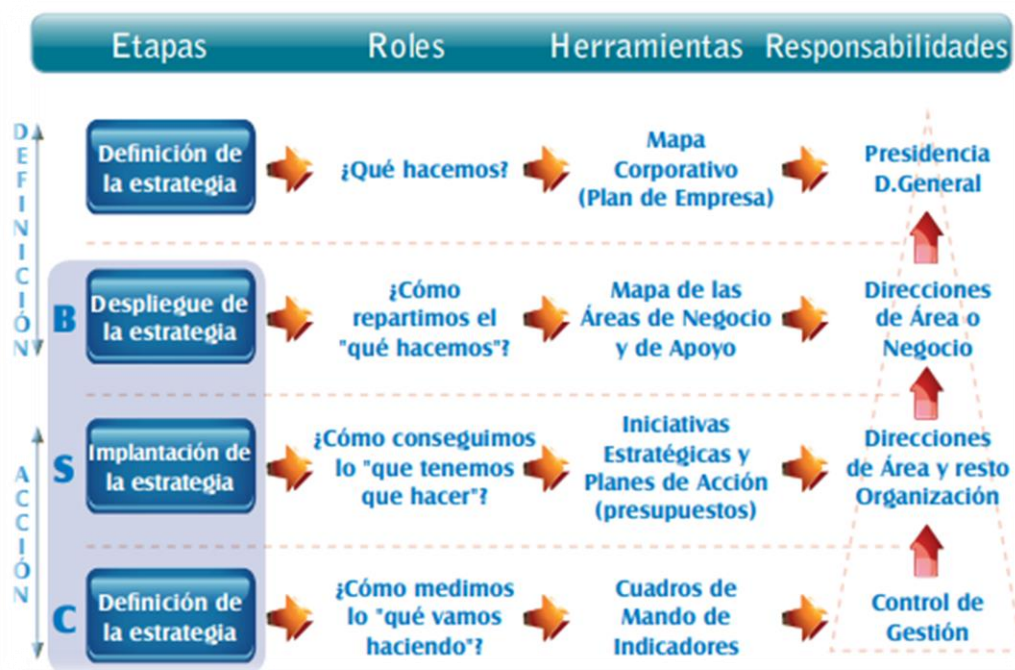 Etapas Roles Herramientas Responsabilidades
DEFINICIÓN
Definición de
la estrategia
¿Qué hacemos?
Mapa
Corporativo
(Plan de Empresa)
Presidencia
D.General
B
Despliegue de
la estrategia
¿Cómo
repartimos el
"qué hacemos"?
Mapa de las
Áreas de Negocio
y de Apoyo
Direcciones
de Área o
Negocio
ACCIÓN
S
Implantación de
la estrategia
¿Cómo conseguimos
lo "que tenemos
que hacer"?
Iniciativas
Estratégicas y
Planes de Acción
(presupuestos)
Direcciones
de Área y resto
Organización
C
Definición de
la estrategia
¿Cómo medimos
lo "qué vamos
haciendo"?
Cuadros de
Mando de
Indicadores
Control de
Gestión